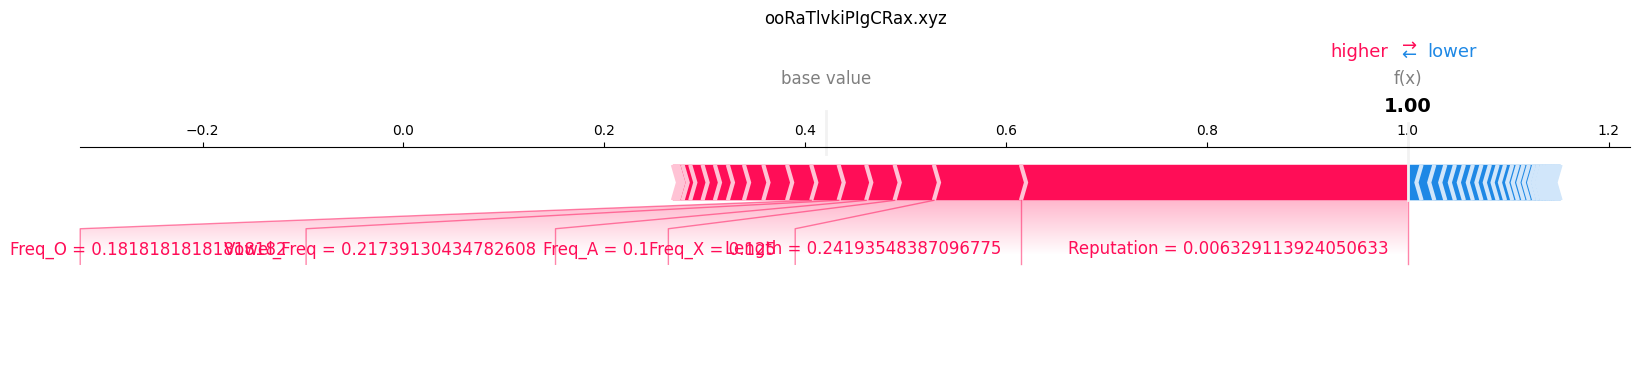 ooRaTlvkiPIgCRax.xyz
higher ⇄ lower
base value f(x)
1.00
−0.2 0.0 0.2 0.4 0.6 0.8 1.0 1.2
Freq_O = 0.18181818181818182 Vowel_Freq = 0.21739130434782608 Freq_A = 0.1 Freq_X = 0.125 Length = 0.24193548387096775 Reputation = 0.006329113924050633